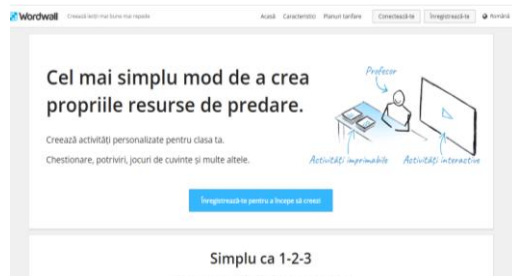 Wordwall Creează lecții mai bune mai repede Acasă Caracteristici Planuri tarifare Conectează-te Înregistrează-te Română
Cel mai simplu mod de a crea
propriile resurse de predare.
Creează activități personalizate pentru clasa ta.
Chestionare, potriviri, jocuri de cuvinte și multe altele.
Profesor
Activități imprimabile Activități interactive
Înregistrează-te pentru a începe să creezi
Simplu ca 1-2-3